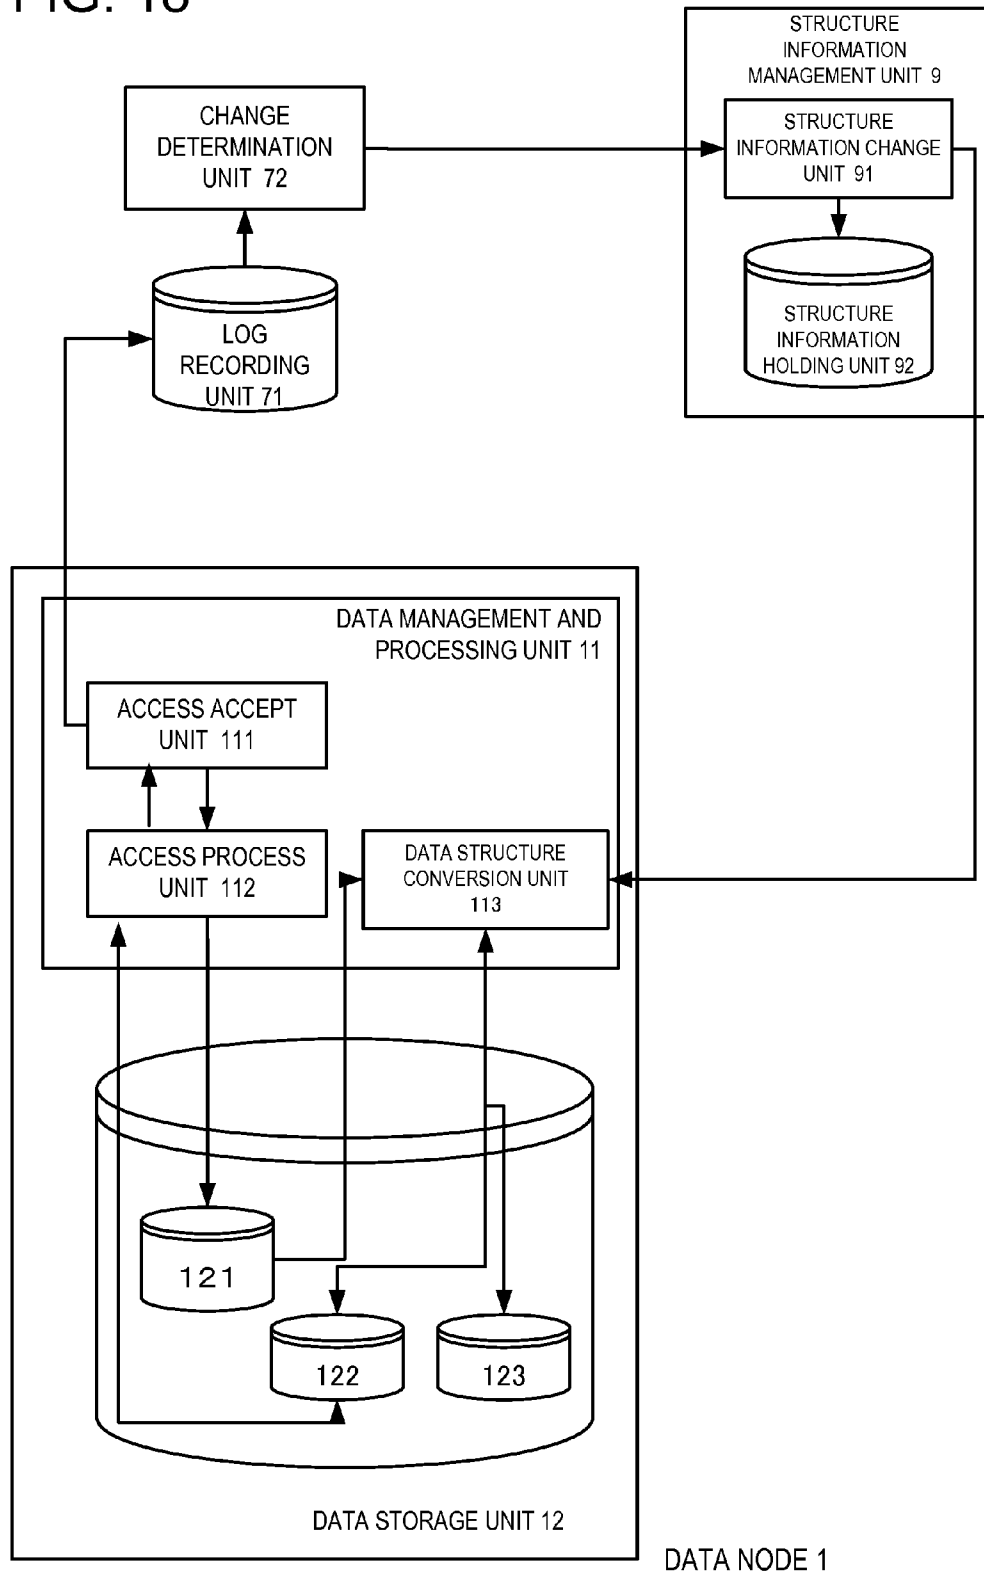 STRUCTURE
INFORMATION
MANAGEMENT UNIT 9
CHANGE
DETERMINATION
UNIT 72
STRUCTURE
INFORMATION CHANGE
UNIT 91
LOG
RECORDING
UNIT 71
STRUCTURE
INFORMATION
HOLDING UNIT 92
DATA MANAGEMENT AND
PROCESSING UNIT 11
ACCESS ACCEPT
UNIT 111
ACCESS PROCESS
UNIT 112
DATA STRUCTURE
CONVERSION UNIT
113
121
122
123
DATA STORAGE UNIT 12
DATA NODE 1